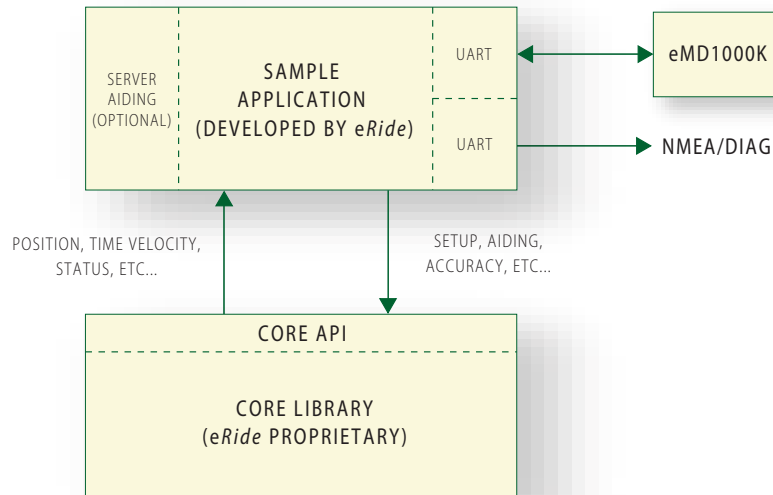 SERVER
AIDING
(OPTIONAL)
SAMPLE
APPLICATION
(DEVELOPED BY eRide)
UART
UART
eMD1000K
NMEA/DIAG
POSITION, TIME VELOCITY,
STATUS, ETC...
SETUP, AIDING,
ACCURACY, ETC...
CORE API
CORE LIBRARY
(eRide PROPRIETARY)